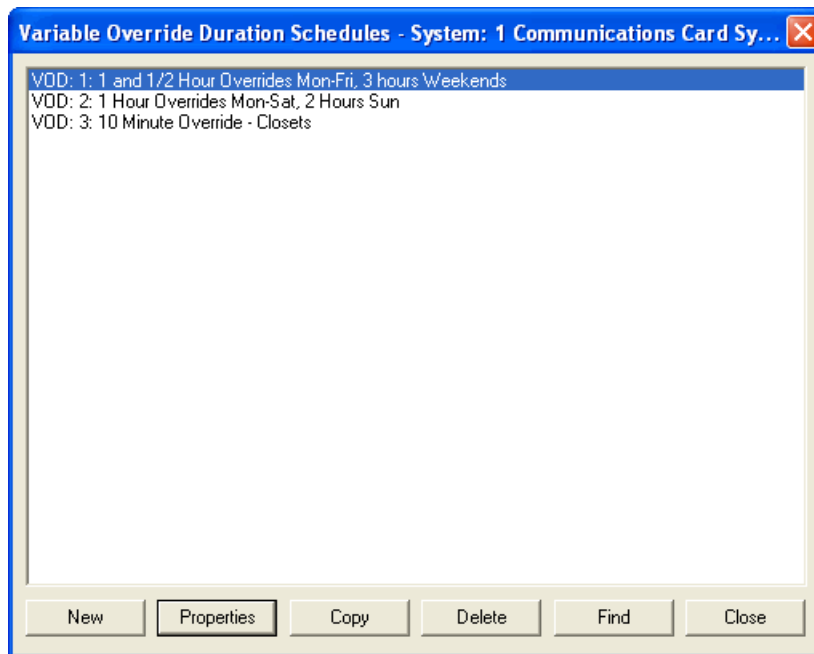 Variable Override Duration Schedules - System: 1 Communications Card Sy...
VOD: 1: 1 and 1/2 Hour Overrides Mon-Fri, 3 hours Weekends
VOD: 2: 1 Hour Overrides Mon-Sat, 2 Hours Sun
VOD: 3: 10 Minute Override - Closets
New Properties Copy Delete Find Close